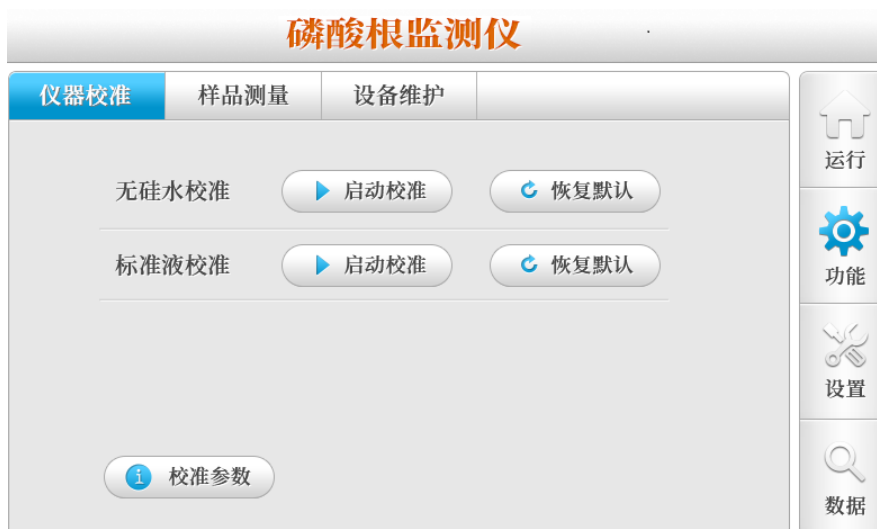 磷酸根监测仪
仪器校准 样品测量 设备维护
无硅水校准 启动校准 恢复默认
标准液校准 启动校准 恢复默认
校准参数
运行
功能
设置
数据